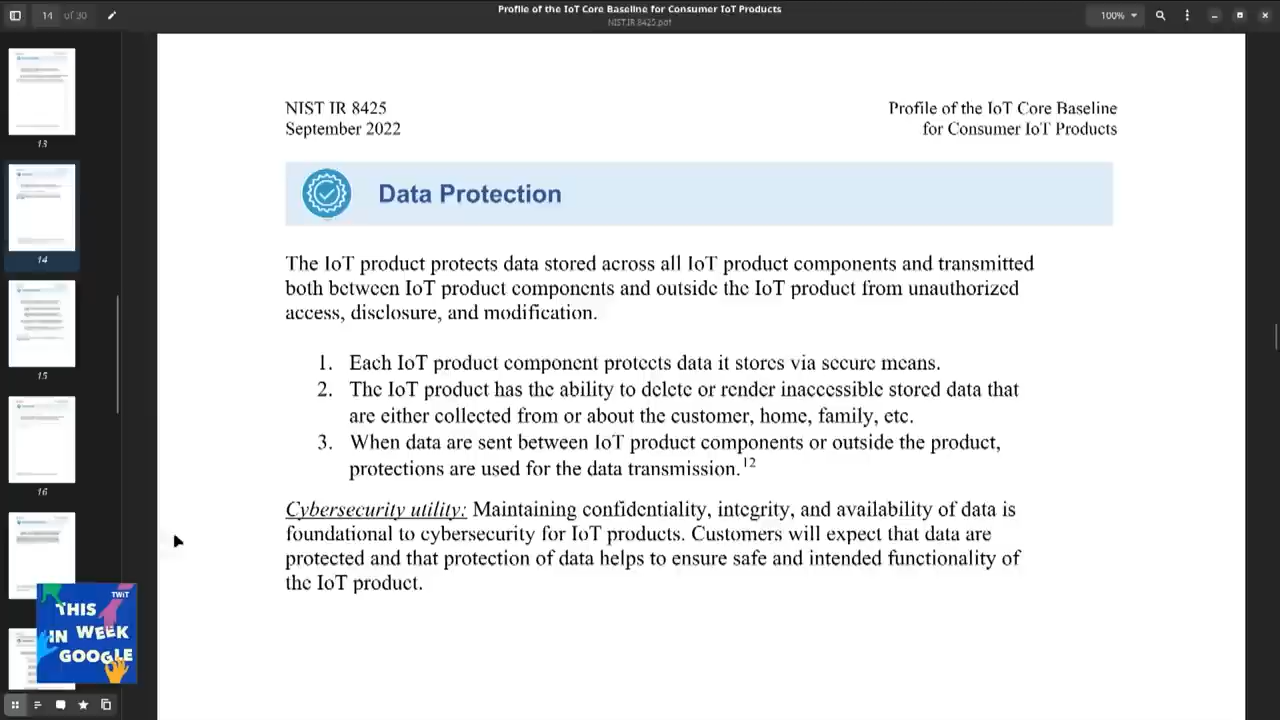 14 of 30
Profile of the IoT Core Baseline for Consumer IoT Products
NIST.IR.8425.pdf
100%
13
14
15
16
NIST IR 8425
September 2022
Profile of the IoT Core Baseline
for Consumer IoT Products
Data Protection
The IoT product protects data stored across all IoT product components and transmitted
both between IoT product components and outside the IoT product from unauthorized
access, disclosure, and modification.
1. Each IoT product component protects data it stores via secure means.
2. The IoT product has the ability to delete or render inaccessible stored data that
are either collected from or about the customer, home, family, etc.
3. When data are sent between IoT product components or outside the product,
protections are used for the data transmission.12
Cybersecurity utility: Maintaining confidentiality, integrity, and availability of data is
foundational to cybersecurity for IoT products. Customers will expect that data are
protected and that protection of data helps to ensure safe and intended functionality of
the IoT product.
TWiT
THIS
IN WEEK
GOOGLE